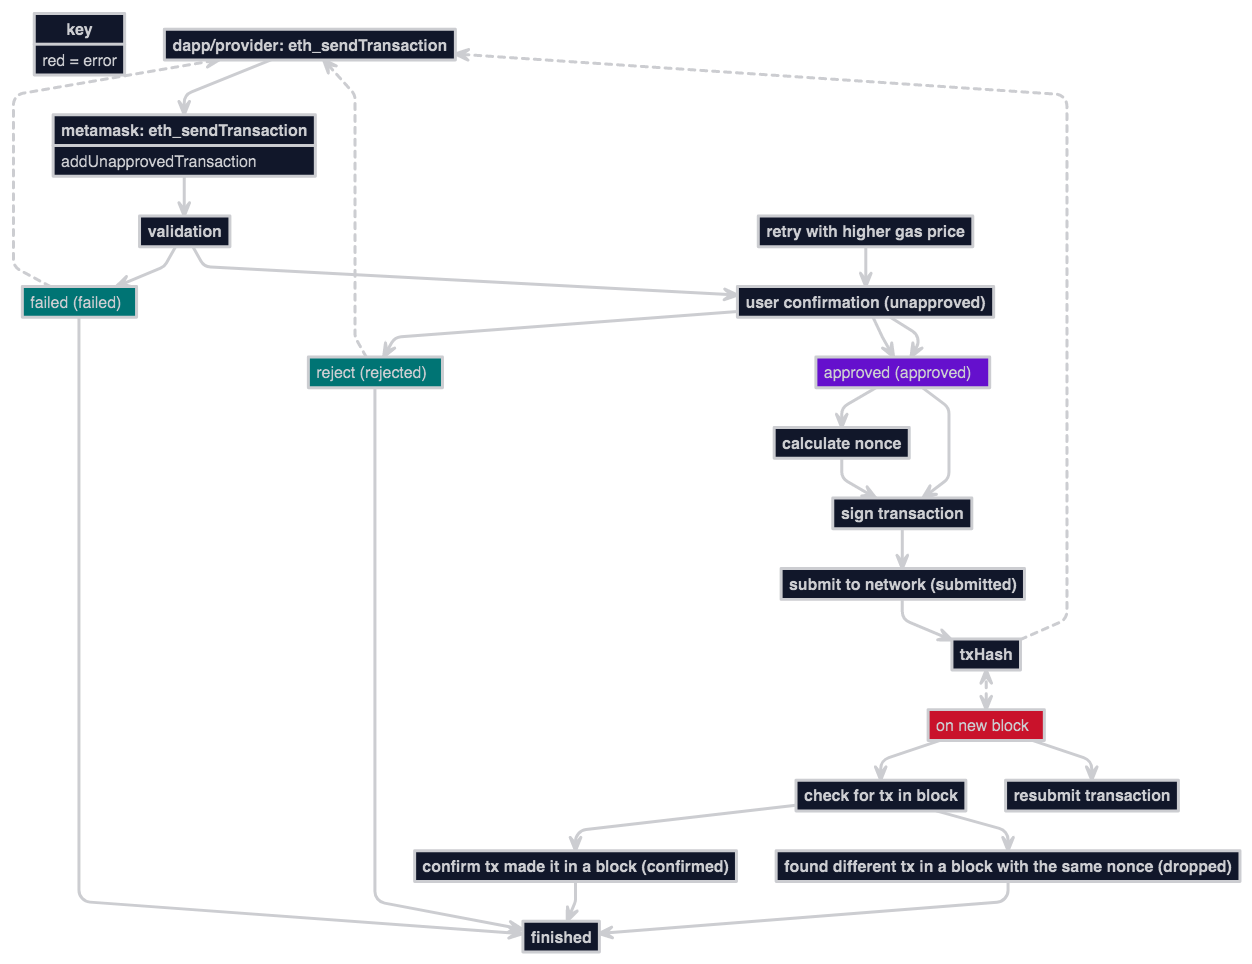 key
red = error
dapp/provider: eth_sendTransaction
metamask: eth_sendTransaction
addUnapprovedTransaction
validation
retry with higher gas price
failed (failed)
user confirmation (unapproved)
reject (rejected)
approved (approved)
calculate nonce
sign transaction
submit to network (submitted)
txHash
on new block
check for tx in block
resubmit transaction
confirm tx made it in a block (confirmed)
found different tx in a block with the same nonce (dropped)
finished